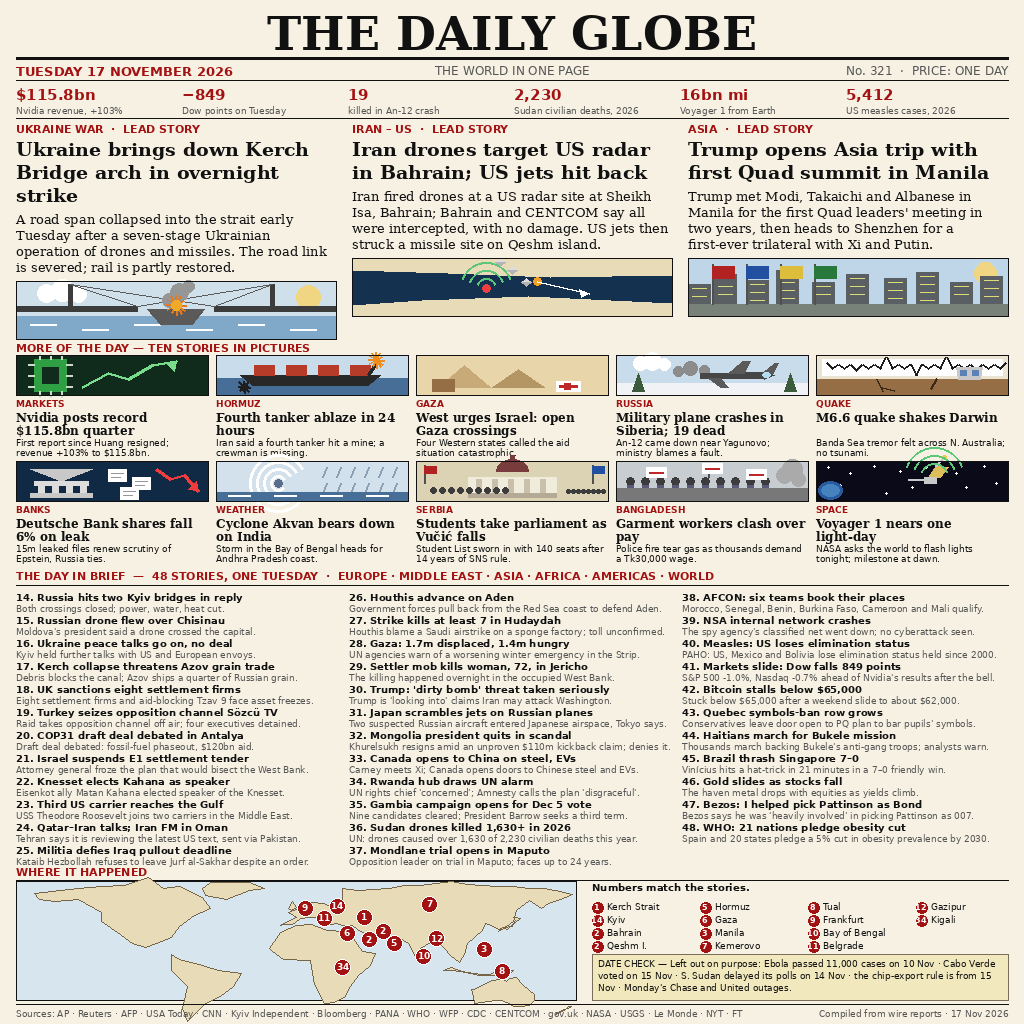 THE DAILY GLOBE
TUESDAY 17 NOVEMBER 2026
THE WORLD IN ONE PAGE
No. 321 · PRICE: ONE DAY
$115.8bn
Nvidia revenue, +103%
−849
Dow points on Tuesday
19
killed in An-12 crash
2,230
Sudan civilian deaths, 2026
16bn mi
Voyager 1 from Earth
5,412
US measles cases, 2026
UKRAINE WAR · LEAD STORY
Ukraine brings down Kerch
Bridge arch in overnight
strike
A road span collapsed into the strait early
Tuesday after a seven-stage Ukrainian
operation of drones and missiles. The road link
is severed; rail is partly restored.
IRAN – US · LEAD STORY
Iran drones target US radar
in Bahrain; US jets hit back
Iran fired drones at a US radar site at Sheikh
Isa, Bahrain; Bahrain and CENTCOM say all
were intercepted, with no damage. US jets then
struck a missile site on Qeshm island.
ASIA · LEAD STORY
Trump opens Asia trip with
first Quad summit in Manila
Trump met Modi, Takaichi and Albanese in
Manila for the first Quad leaders' meeting in
two years, then heads to Shenzhen for a
first-ever trilateral with Xi and Putin.
MORE OF THE DAY — TEN STORIES IN PICTURES
MARKETS
Nvidia posts record
$115.8bn quarter
First report since Huang resigned;
revenue +103% to $115.8bn.
HORMUZ
Fourth tanker ablaze in 24
hours
Iran said a fourth tanker hit a mine; a
crewman is missing.
GAZA
West urges Israel: open
Gaza crossings
Four Western states called the aid
situation catastrophic.
RUSSIA
Military plane crashes in
Siberia; 19 dead
An-12 came down near Yagunovo;
ministry blames a fault.
QUAKE
M6.6 quake shakes Darwin
Banda Sea tremor felt across N. Australia;
no tsunami.
BANKS
Deutsche Bank shares fall
6% on leak
15m leaked files renew scrutiny of
Epstein, Russia ties.
WEATHER
Cyclone Akvan bears down
on India
Storm in the Bay of Bengal heads for
Andhra Pradesh coast.
SERBIA
Students take parliament as
Vučić falls
Student List sworn in with 140 seats after
14 years of SNS rule.
BANGLADESH
Garment workers clash over
pay
Police fire tear gas as thousands demand
a Tk30,000 wage.
SPACE
Voyager 1 nears one
light-day
NASA asks the world to flash lights
tonight; milestone at dawn.
THE DAY IN BRIEF — 48 STORIES, ONE TUESDAY · EUROPE · MIDDLE EAST · ASIA · AFRICA · AMERICAS · WORLD
14. Russia hits two Kyiv bridges in reply
Both crossings closed; power, water, heat cut.
15. Russian drone flew over Chisinau
Moldova's president said a drone crossed the capital.
16. Ukraine peace talks go on, no deal
Kyiv held further talks with US and European envoys.
17. Kerch collapse threatens Azov grain trade
Debris blocks the canal; Azov ships a quarter of Russian grain.
18. UK sanctions eight settlement firms
Eight settlement firms and aid-blocking Tzav 9 face asset freezes.
19. Turkey seizes opposition channel Sözcü TV
Raid takes opposition channel off air; four executives detained.
20. COP31 draft deal debated in Antalya
Draft deal debated: fossil-fuel phaseout, $120bn aid.
21. Israel suspends E1 settlement tender
Attorney general froze the plan that would bisect the West Bank.
22. Knesset elects Kahana as speaker
Eisenkot ally Matan Kahana elected speaker of the Knesset.
23. Third US carrier reaches the Gulf
USS Theodore Roosevelt joins two carriers in the Middle East.
24. Qatar–Iran talks; Iran FM in Oman
Tehran says it is reviewing the latest US text, sent via Pakistan.
25. Militia defies Iraq pullout deadline
Kataib Hezbollah refuses to leave Jurf al-Sakhar despite an order.
26. Houthis advance on Aden
Government forces pull back from the Red Sea coast to defend Aden.
27. Strike kills at least 7 in Hudaydah
Houthis blame a Saudi airstrike on a sponge factory; toll unconfirmed.
28. Gaza: 1.7m displaced, 1.4m hungry
UN agencies warn of a worsening winter emergency in the Strip.
29. Settler mob kills woman, 72, in Jericho
The killing happened overnight in the occupied West Bank.
30. Trump: 'dirty bomb' threat taken seriously
Trump is 'looking into' claims Iran may attack Washington.
31. Japan scrambles jets on Russian planes
Two suspected Russian aircraft entered Japanese airspace, Tokyo says.
32. Mongolia president quits in scandal
Khurelsukh resigns amid an unproven $110m kickback claim; denies it.
33. Canada opens to China on steel, EVs
Carney meets Xi; Canada opens doors to Chinese steel and EVs.
34. Rwanda hub draws UN alarm
UN rights chief 'concerned'; Amnesty calls the plan 'disgraceful'.
35. Gambia campaign opens for Dec 5 vote
Nine candidates cleared; President Barrow seeks a third term.
36. Sudan drones killed 1,630+ in 2026
UN: drones caused over 1,630 of 2,230 civilian deaths this year.
37. Mondlane trial opens in Maputo
Opposition leader on trial in Maputo; faces up to 24 years.
38. AFCON: six teams book their places
Morocco, Senegal, Benin, Burkina Faso, Cameroon and Mali qualify.
39. NSA internal network crashes
The spy agency's classified net went down; no cyberattack seen.
40. Measles: US loses elimination status
PAHO: US, Mexico and Bolivia lose elimination status held since 2000.
41. Markets slide: Dow falls 849 points
S&P 500 -1.0%, Nasdaq -0.7% ahead of Nvidia's results after the bell.
42. Bitcoin stalls below $65,000
Stuck below $65,000 after a weekend slide to about $62,000.
43. Quebec symbols-ban row grows
Conservatives leave door open to PQ plan to bar pupils' symbols.
44. Haitians march for Bukele mission
Thousands march backing Bukele's anti-gang troops; analysts warn.
45. Brazil thrash Singapore 7–0
Vinícius hits a hat-trick in 21 minutes in a 7–0 friendly win.
46. Gold slides as stocks fall
The haven metal drops with equities as yields climb.
47. Bezos: I helped pick Pattinson as Bond
Bezos says he was 'heavily involved' in picking Pattinson as 007.
48. WHO: 21 nations pledge obesity cut
Spain and 20 states pledge a 5% cut in obesity prevalence by 2030.
WHERE IT HAPPENED
9
14
11
1
7
6
2
2
5
12
10
3
34
8
Numbers match the stories.
1 Kerch Strait
14 Kyiv
2 Bahrain
2 Qeshm I.
5 Hormuz
6 Gaza
3 Manila
7 Kemerovo
8 Tual
9 Frankfurt
10 Bay of Bengal
11 Belgrade
12 Gazipur
34 Kigali
DATE CHECK — Left out on purpose: Ebola passed 11,000 cases on 10 Nov · Cabo Verde
voted on 15 Nov · S. Sudan delayed its polls on 14 Nov · the chip-export rule is from 15
Nov · Monday's Chase and United outages.
Sources: AP · Reuters · AFP · USA Today · CNN · Kyiv Independent · Bloomberg · PANA · WHO · WFP · CDC · CENTCOM · gov.uk · NASA · USGS · Le Monde · NYT · FT
Compiled from wire reports · 17 Nov 2026